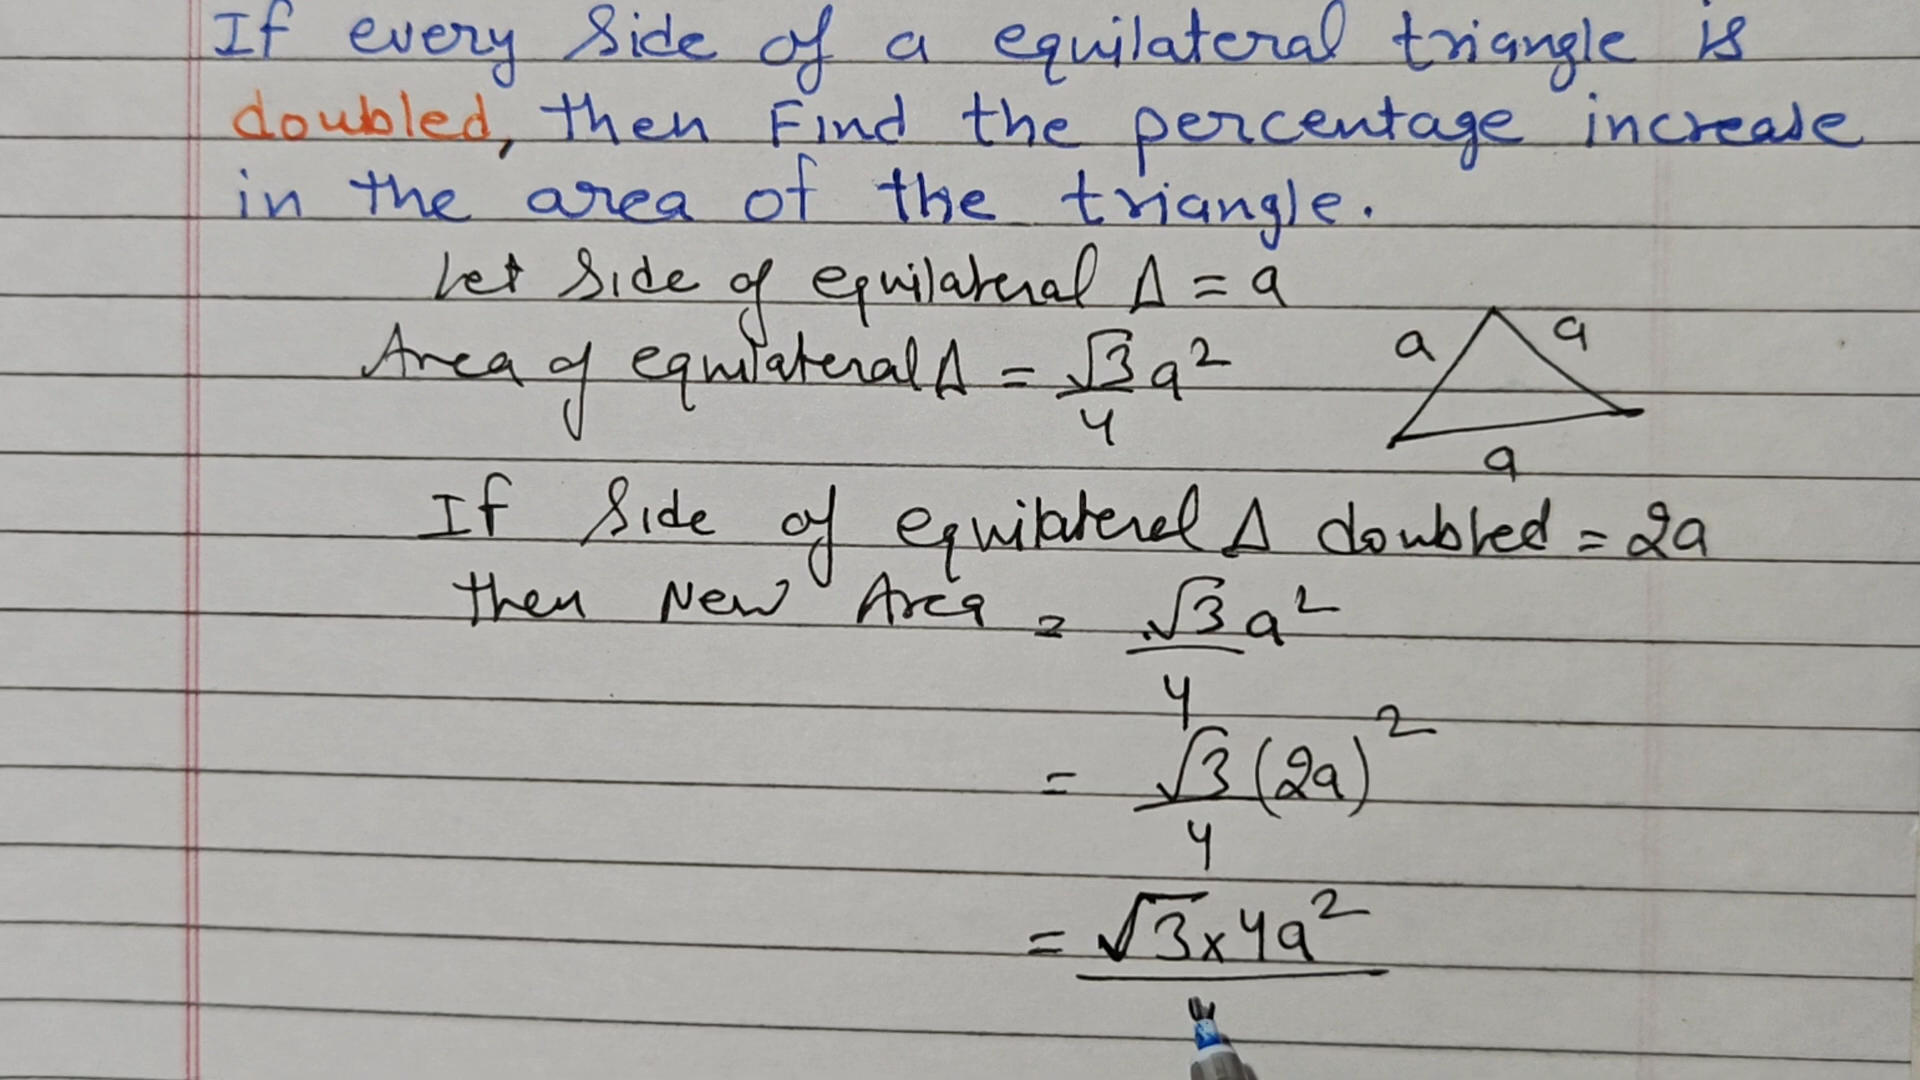 If every side of a equilateral triangle is
doubled, then Find the percentage increase
in the area of the triangle.
Let side of equilateral Δ = a
Area of equilateral Δ = √3/4 a²
a a
a
If side of equilateral Δ doubled = 2a
then New Area = √3/4 a²
= √3/4 (2a)²
= √3 × 4a²